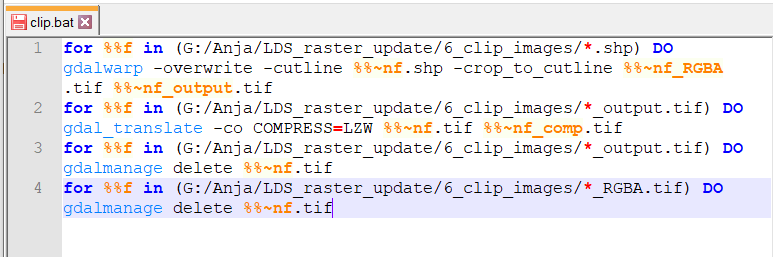 clip.bat
1 for %%f in (G:/Anja/LDS_raster_update/6_clip_images/*.shp) DO
gdalwarp -overwrite -cutline %%~nf.shp -crop_to_cutline %%~nf_RGBA
.tif %%~nf_output.tif
2 for %%f in (G:/Anja/LDS_raster_update/6_clip_images/*_output.tif) DO
gdal_translate -co COMPRESS=LZW %%~nf.tif %%~nf_comp.tif
3 for %%f in (G:/Anja/LDS_raster_update/6_clip_images/*_output.tif) DO
gdalmanage delete %%~nf.tif
4 for %%f in (G:/Anja/LDS_raster_update/6_clip_images/*_RGBA.tif) DO
gdalmanage delete %%~nf.tif